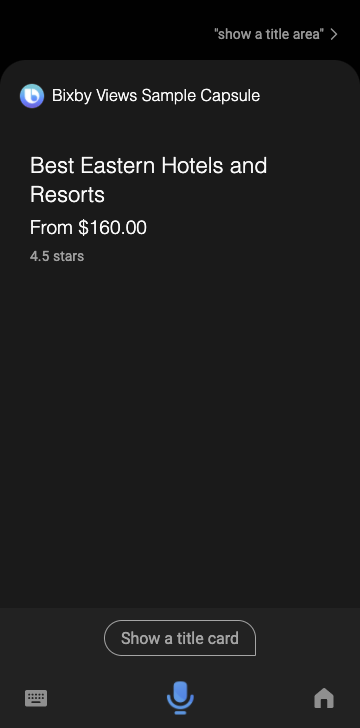 "show a title area"
Bixby Views Sample Capsule
Best Eastern Hotels and
Resorts
From $160.00
4.5 stars
Show a title card